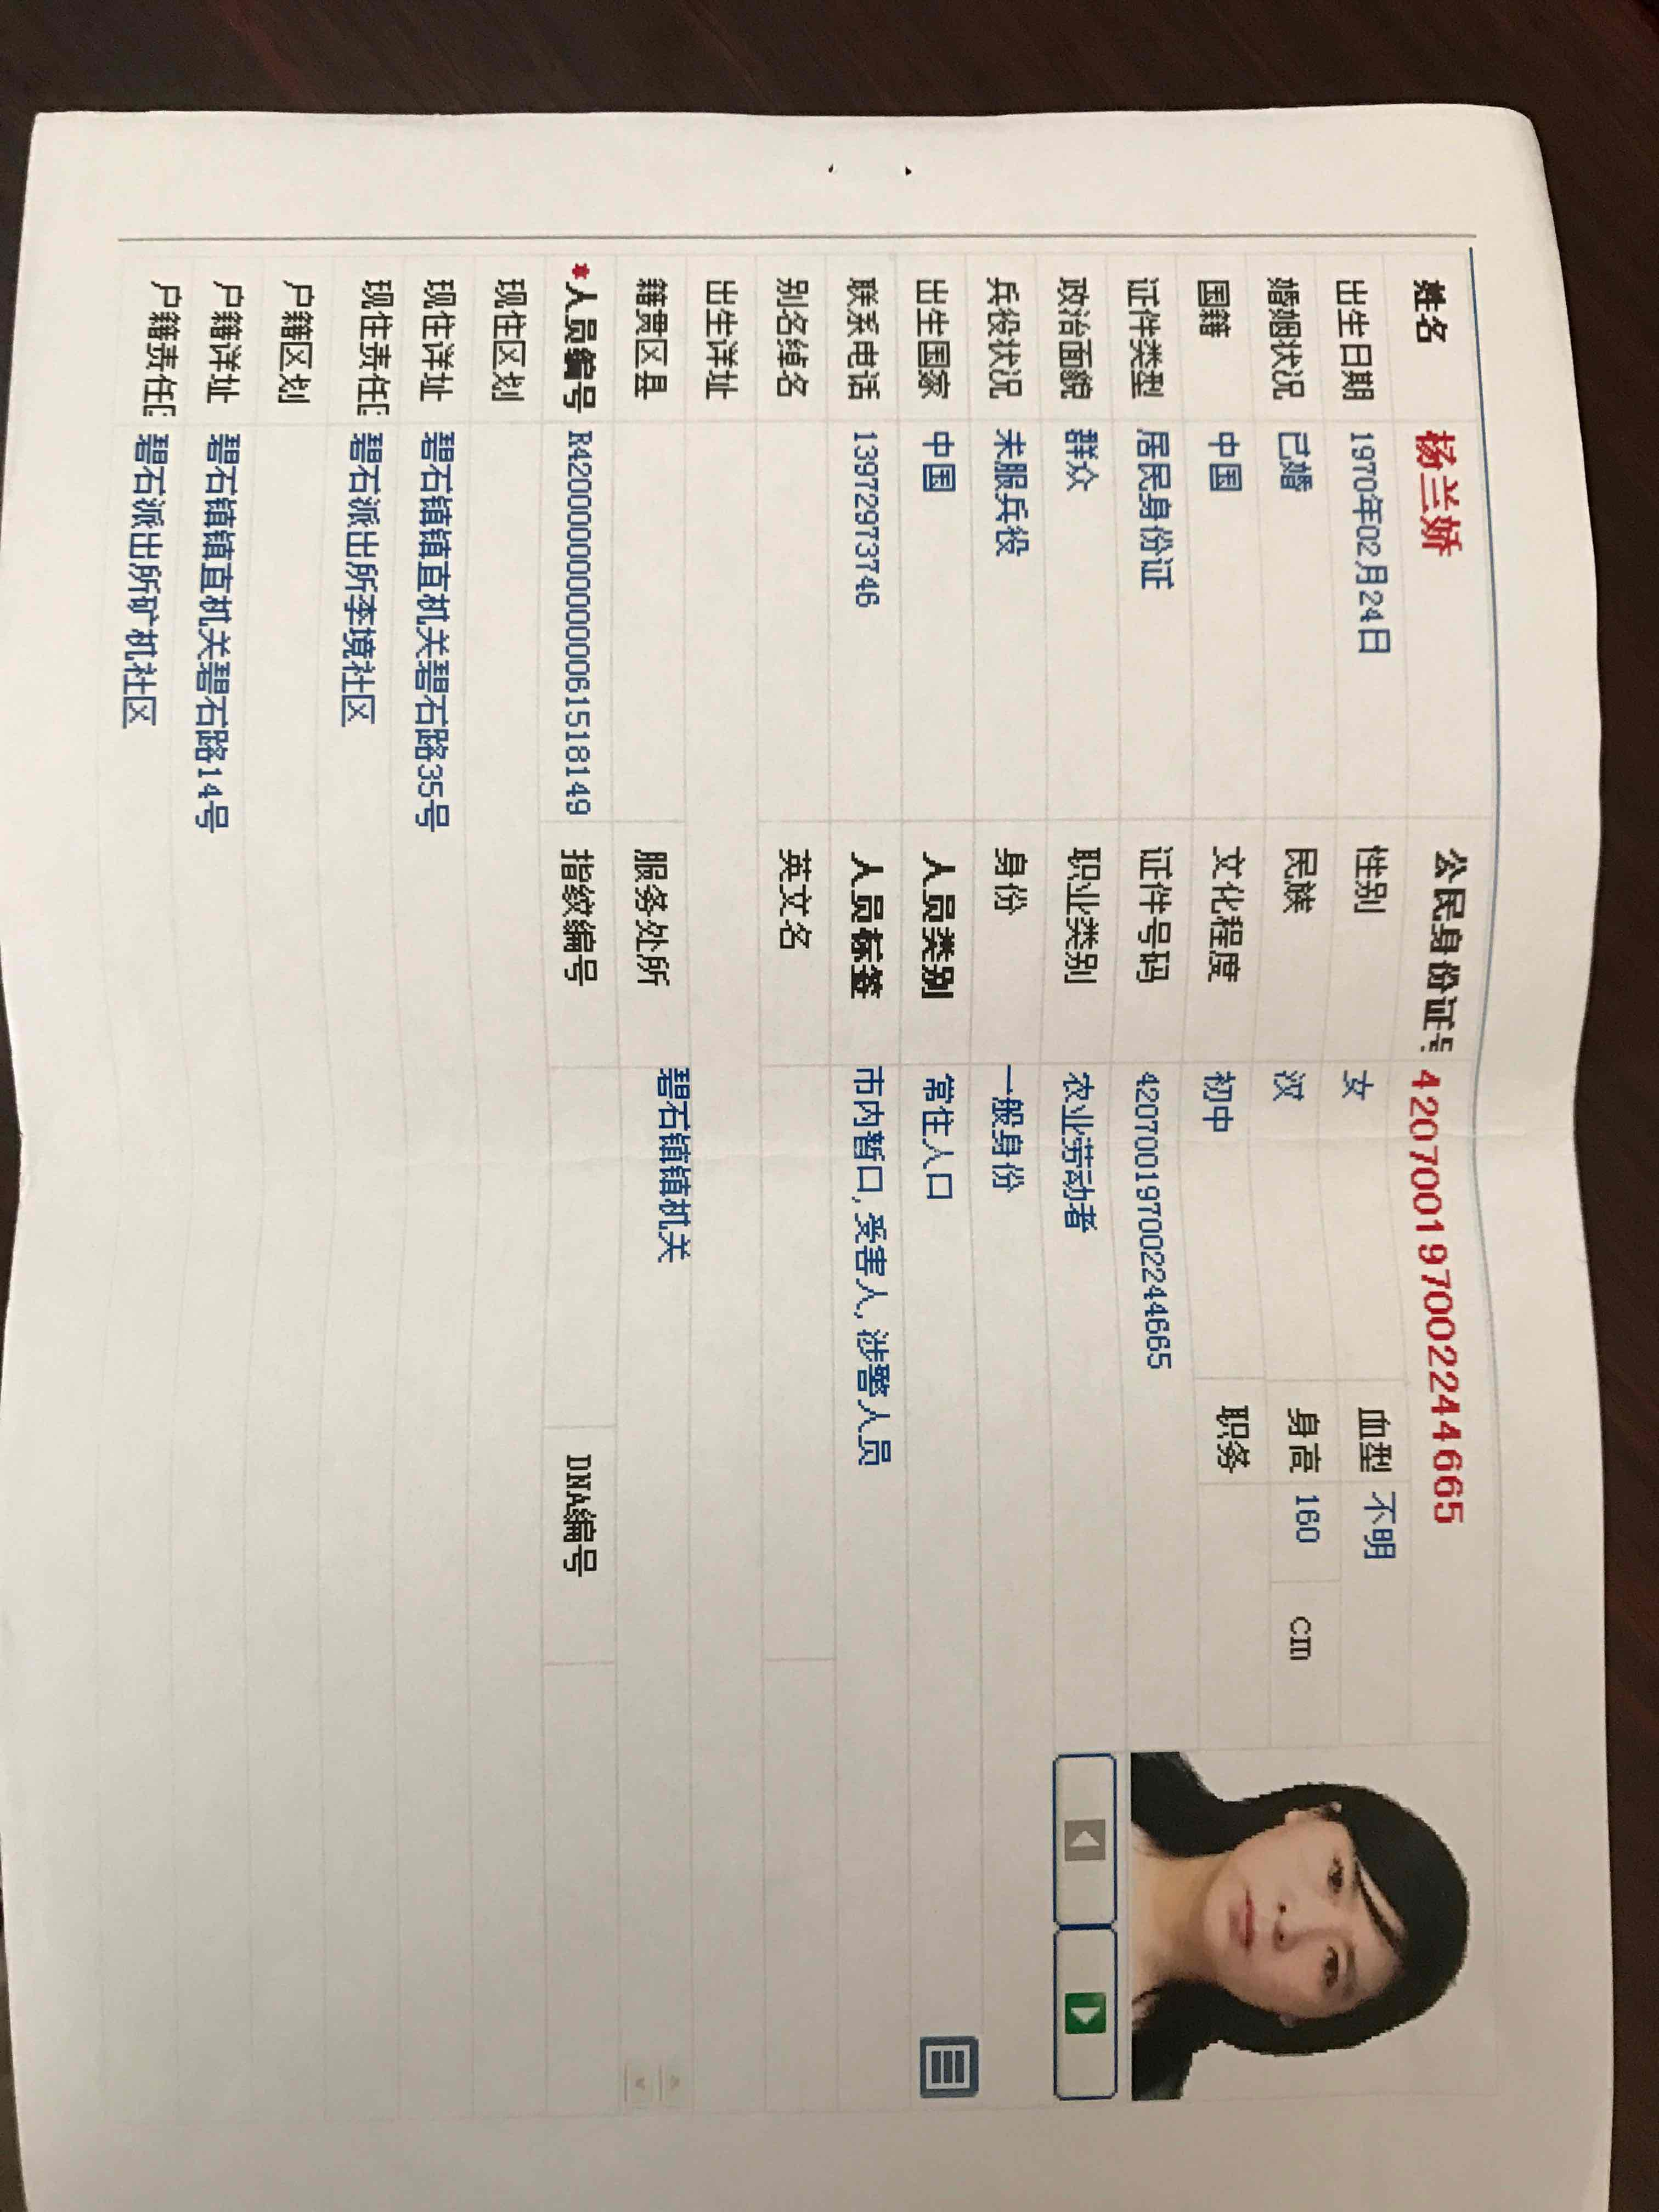 姓名 杨兰娇 公民身份证号 420700197002244665
出生日期 1970年02月24日 性别 女 血型 不明
婚姻状况 已婚 民族 汉 身高 160 cm
国籍 中国 文化程度 初中 职务
证件类型 居民身份证 证件号码 420700197002244665
政治面貌 群众 职业类别 农业劳动者
兵役状况 未服兵役 身份 一般身份
出生国家 中国 人员类别 常住人口
联系电话 13972973746 人员标签 市内暂口, 受害人, 涉警人员
别名绰名 英文名
出生详址
籍贯区县 服务处所 碧石镇镇机关
*人员编号 指纹编号 DNA编号
现住区划
现住详址 碧石镇镇直机关碧石路35号
现住责任 碧石派出所李境社区
户籍区划
户籍详址 碧石镇镇直机关碧石路14号
户籍责任 碧石派出所矿机社区